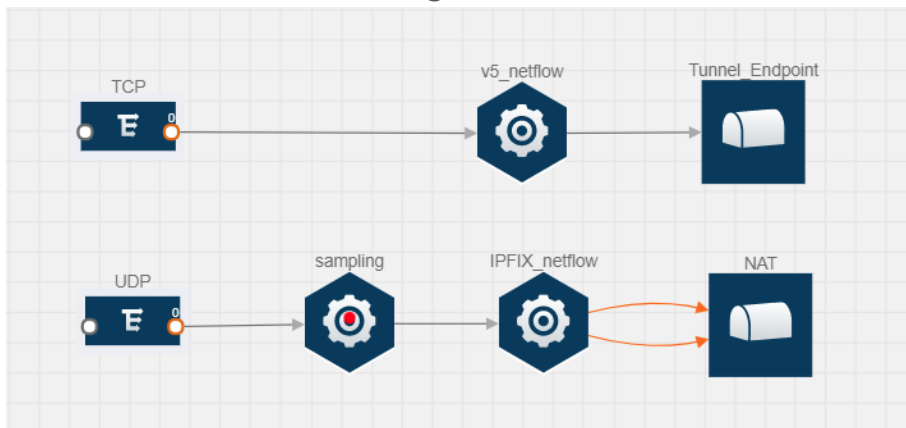 TCP
v5_netflow
Tunnel_Endpoint
0
UDP
sampling
IPFIX_netflow
NAT
0